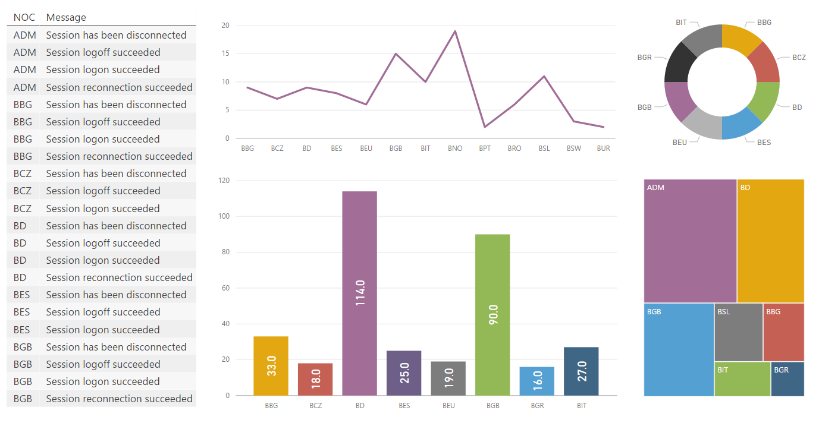 NOC Message
ADM Session has been disconnected
ADM Session logoff succeeded
ADM Session logon succeeded
ADM Session reconnection succeeded
BBG Session has been disconnected
BBG Session logoff succeeded
BBG Session logon succeeded
BBG Session reconnection succeeded
BCZ Session has been disconnected
BCZ Session logoff succeeded
BCZ Session logon succeeded
BD Session has been disconnected
BD Session logoff succeeded
BD Session logon succeeded
BD Session reconnection succeeded
BES Session has been disconnected
BES Session logoff succeeded
BES Session logon succeeded
BGB Session has been disconnected
BGB Session logoff succeeded
BGB Session logon succeeded
BGB Session reconnection succeeded
20
15
10
5
0
BBG BCZ BD BES BEU BGB BIT BNO BPT BRO BSL BSW BUR
120
100
80
60
40
20
0
33.0 18.0 114.0 25.0 19.0 90.0 16.0 27.0
BBG BCZ BD BES BEU BGB BGR BIT
BIT BBG
BGR BCZ
BGB BD
BEU BES
ADM BD
BGB BSL BBG
BIT BGR